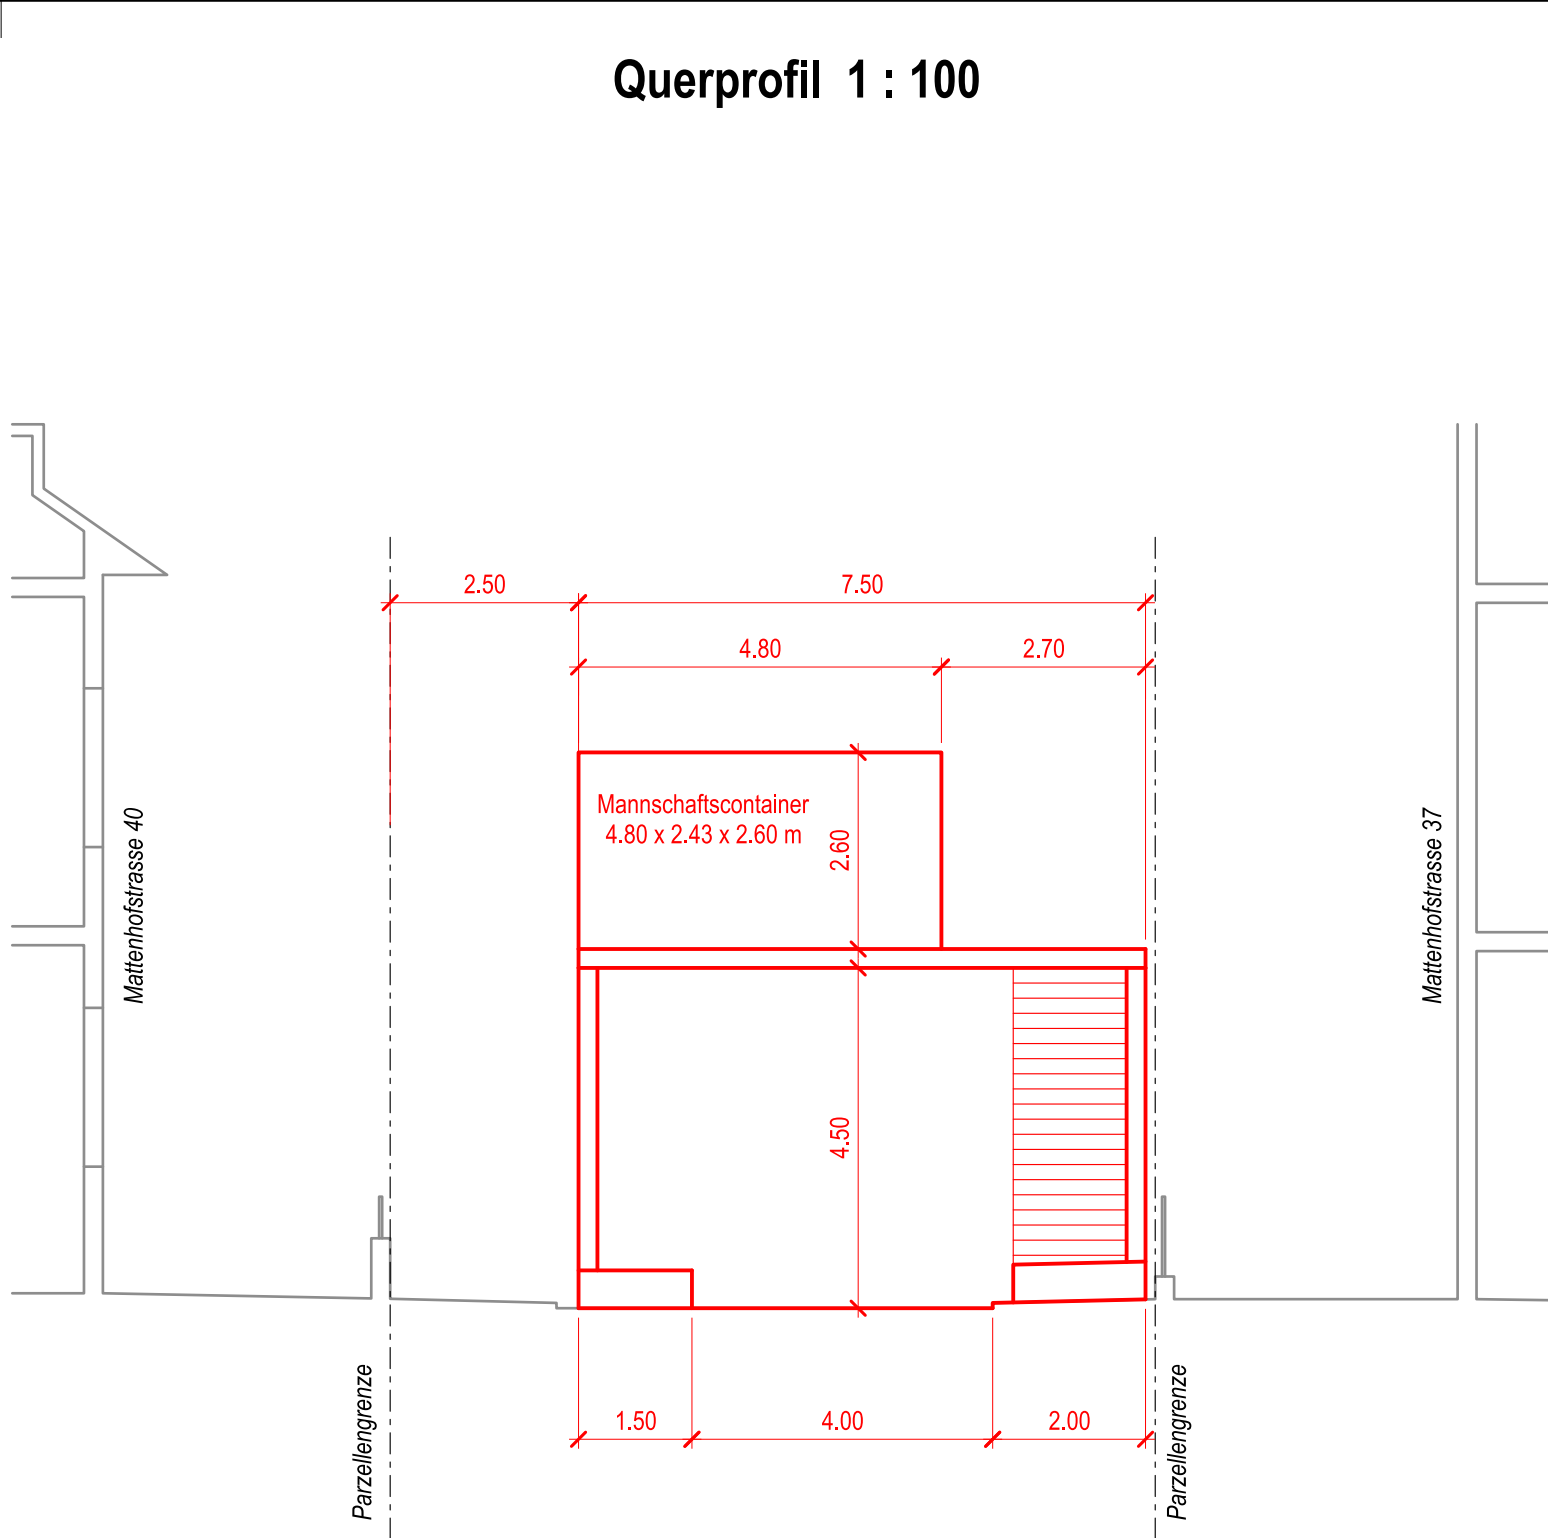 Querprofil 1 : 100
2.50
7.50
4.80
2.70
Mannschaftscontainer
4.80 x 2.43 x 2.60 m
2.60
Mattenhofstrasse 40
Mattenhofstrasse 37
4.50
Parzellengrenze
1.50
4.00
2.00
Parzellengrenze